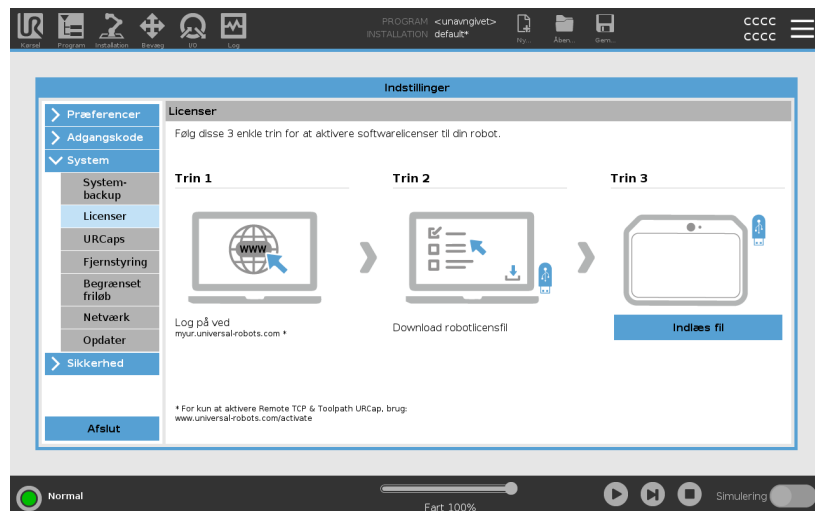 UR
PROGRAM <unavngivet>
INSTALLATION default*
cccc
cccc
Kørsel
Program
Installation
Bevæg
I/O
Log
Ny...
Åben...
Gem...
Indstillinger
Præferencer
Adgangskode
System
System-
backup
Licenser
URCaps
Fjernstyring
Begrænset
friløb
Netværk
Opdater
Sikkerhed
Afslut
Licenser
Følg disse 3 enkle trin for at aktivere softwarelicenser til din robot.
Trin 1
WWW
Log på ved
myur.universal-robots.com *
Trin 2
Download robotlicensfil
Trin 3
Indlæs fil
* For kun at aktivere Remote TCP & Toolpath URCap, brug:
www.universal-robots.com/activate
Normal
Fart 100%
Simulering